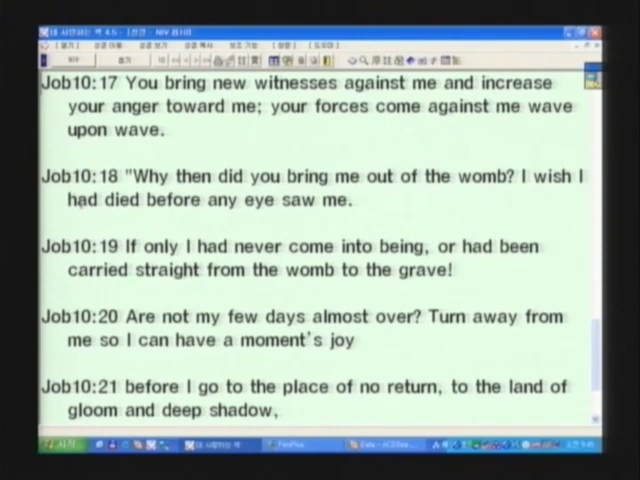 NIV
Job10:17 You bring new witnesses against me and increase
your anger toward me; your forces come against me wave
upon wave.
Job10:18 "Why then did you bring me out of the womb? I wish I
had died before any eye saw me.
Job10:19 If only I had never come into being, or had been
carried straight from the womb to the grave!
Job10:20 Are not my few days almost over? Turn away from
me so I can have a moment's joy
Job10:21 before I go to the place of no return, to the land of
gloom and deep shadow,
시작